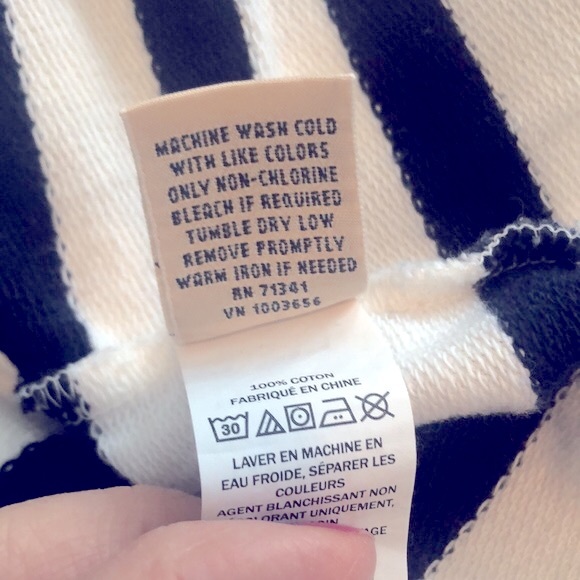 MACHINE WASH COLD
WITH LIKE COLORS
ONLY NON-CHLORINE
BLEACH IF REQUIRED
TUMBLE DRY LOW
REMOVE PROMPTLY
WARM IRON IF NEEDED
RN 71341
VN 1003656
100% COTON
FABRIQUÉ EN CHINE
30
LAVER EN MACHINE EN
EAU FROIDE, SÉPARER LES
COULEURS
AGENT BLANCHISSANT NON
UNIQUEMENT,